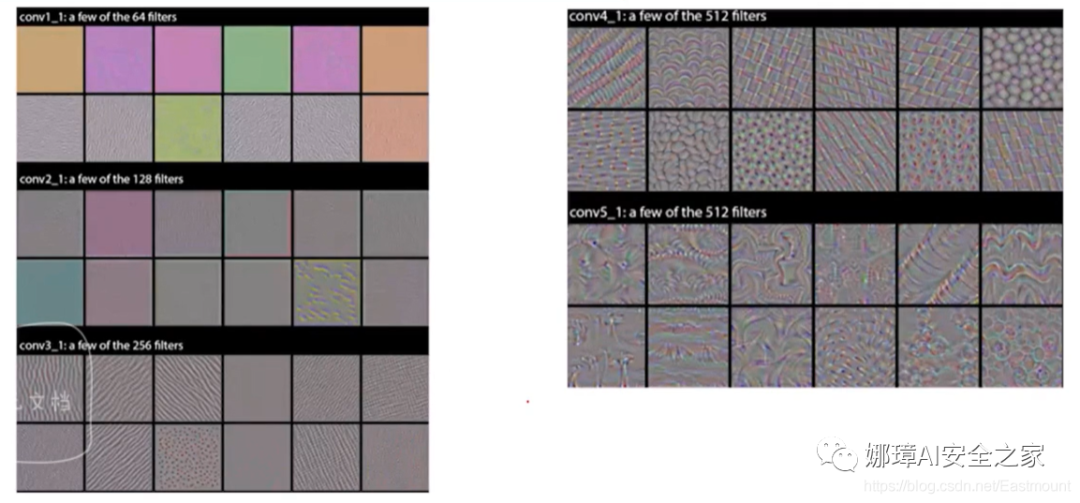 conv1_1: a few of the 64 filters
conv2_1: a few of the 128 filters
conv3_1: a few of the 256 filters
文档
conv4_1: a few of the 512 filters
conv5_1: a few of the 512 filters
娜璋AI安全之家
https://blog.csdn.net/Eastmount